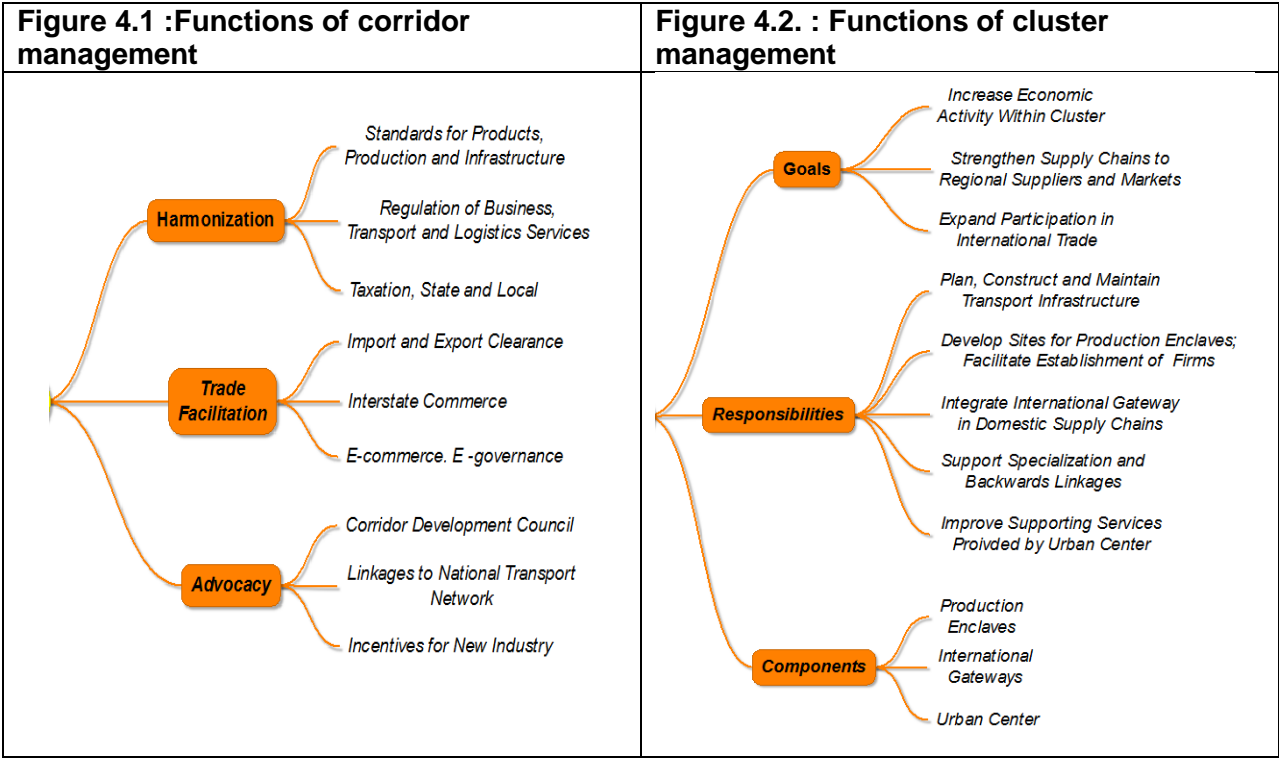 Figure 4.1 :Functions of corridor
management
Harmonization
Standards for Products,
Production and Infrastructure
Regulation of Business,
Transport and Logistics Services
Taxation, State and Local
Trade
Facilitation
Import and Export Clearance
Interstate Commerce
E-commerce. E -governance
Advocacy
Corridor Development Council
Linkages to National Transport
Network
Incentives for New Industry
Figure 4.2. : Functions of cluster
management
Goals
Increase Economic
Activity Within Cluster
Strengthen Supply Chains to
Regional Suppliers and Markets
Expand Participation in
International Trade
Responsibilities
Plan, Construct and Maintain
Transport Infrastructure
Develop Sites for Production Enclaves;
Facilitate Establishment of Firms
Integrate International Gateway
in Domestic Supply Chains
Support Specialization and
Backwards Linkages
Improve Supporting Services
Proivded by Urban Center
Components
Production
Enclaves
International
Gateways
Urban Center